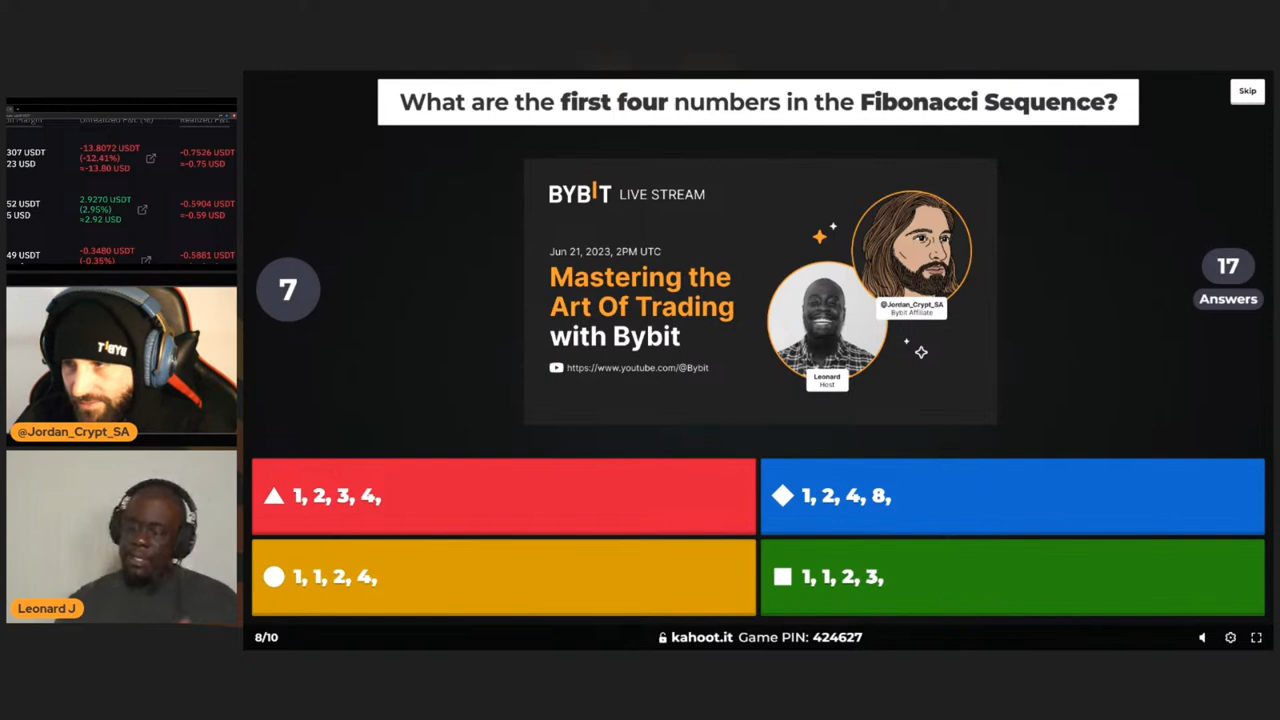 What are the first four numbers in the Fibonacci Sequence?
Skip
Unrealized P&L (%)
Realized P&L
307 USDT
23 USD
-13.8072 USDT
(-12.41%)
≈-13.80 USD
-0.7526 USDT
≈-0.75 USD
52 USDT
5 USD
2.9270 USDT
(2.95%)
≈2.92 USD
-0.5904 USDT
≈-0.59 USD
49 USDT
-0.3480 USDT
(-0.35%)
-0.5881 USDT
BYBIT LIVE STREAM
Jun 21, 2023, 2PM UTC
Mastering the
Art Of Trading
with Bybit
https://www.youtube.com/@Bybit
@Jordan_Crypt_SA
Bybit Affiliate
Leonard
Host
7
17
Answers
@Jordan_Crypt_SA
Leonard J
1, 2, 3, 4,
1, 2, 4, 8,
1, 1, 2, 4,
1, 1, 2, 3,
8/10
kahoot.it Game PIN: 424627